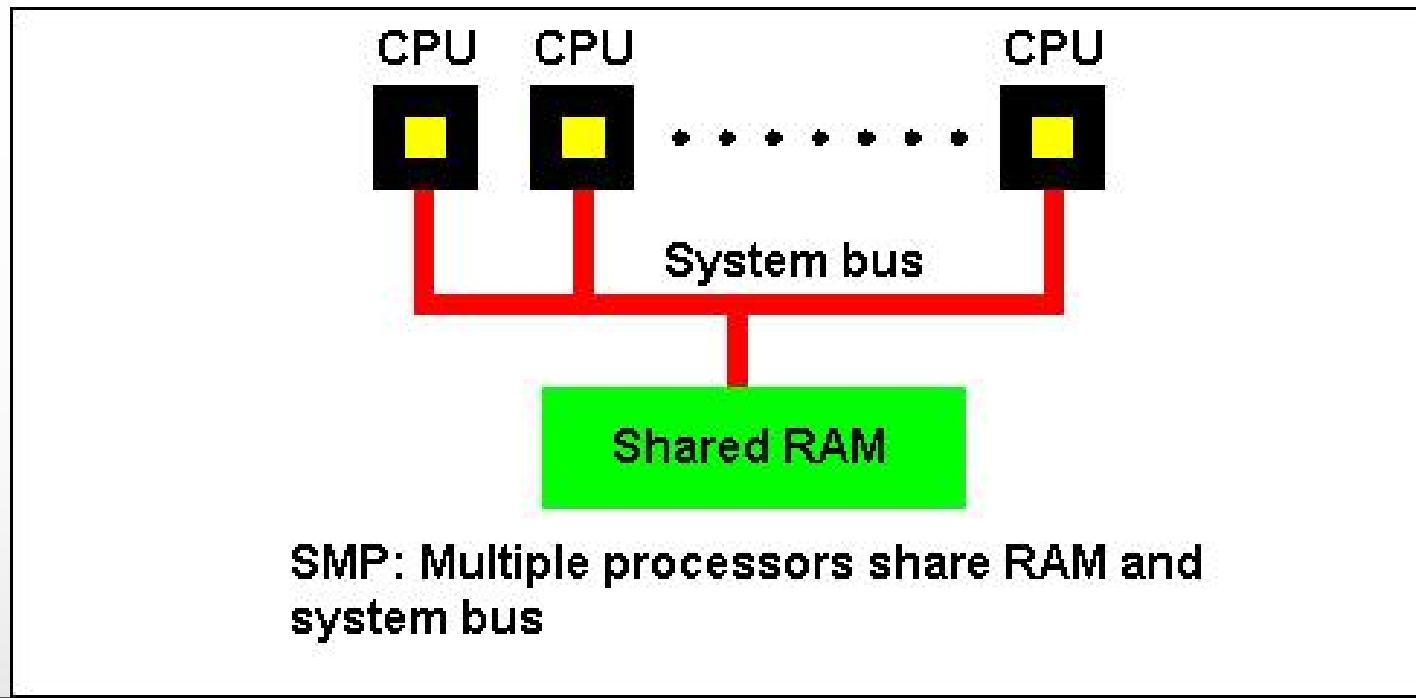 CPU CPU CPU
System bus
Shared RAM
SMP: Multiple processors share RAM and
system bus